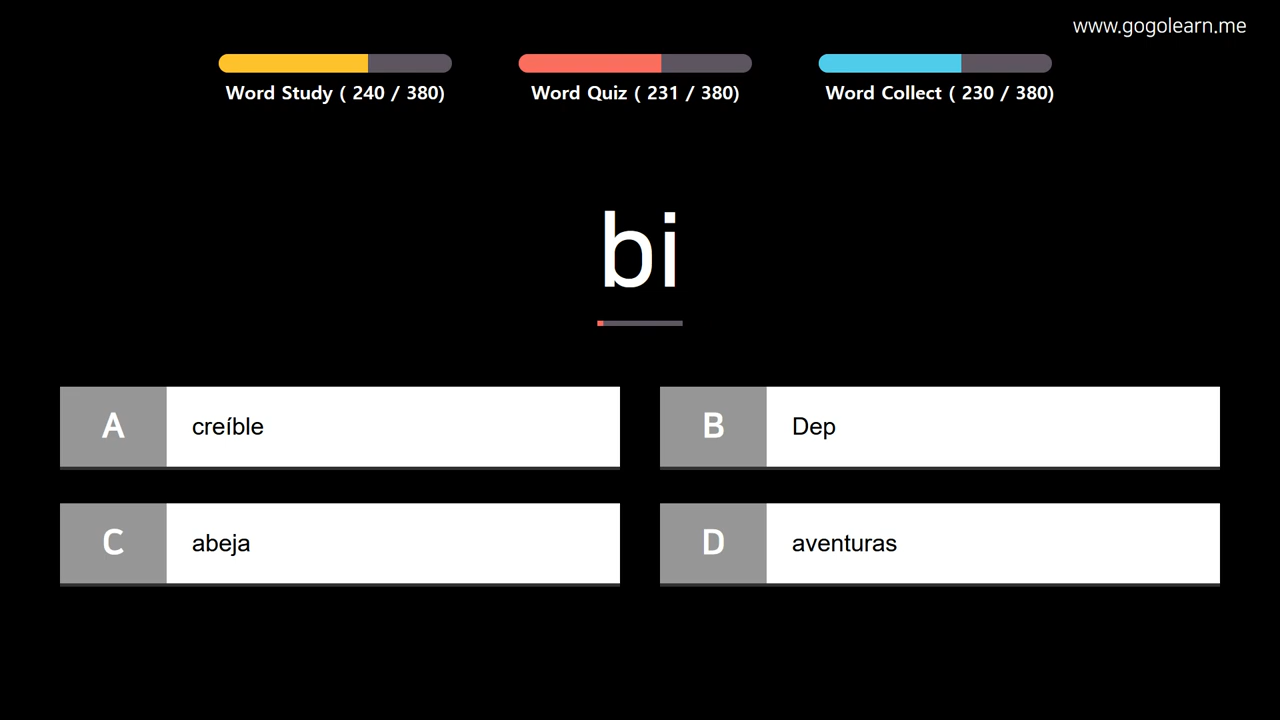 www.gogolearn.me
Word Study ( 240 / 380)
Word Quiz ( 231 / 380)
Word Collect ( 230 / 380)
bi
A creíble
B Dep
C abeja
D aventuras